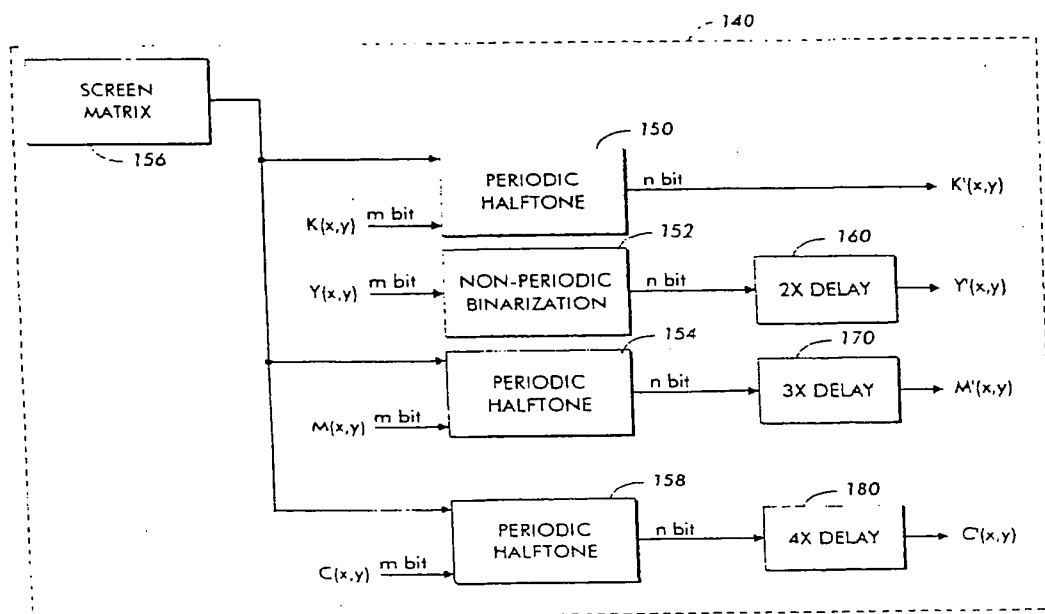 140
SCREEN
MATRIX
156
150
PERIODIC
HALFTONE
n bit
K'(x,y)
K(x,y)
m bit
152
160
Y(x,y)
m bit
NON-PERIODIC
BINARIZATION
n bit
2X DELAY
Y'(x,y)
154
170
PERIODIC
HALFTONE
n bit
3X DELAY
M'(x,y)
M(x,y)
m bit
158
180
PERIODIC
HALFTONE
n bit
4X DELAY
C'(x,y)
C(x,y)
m bit